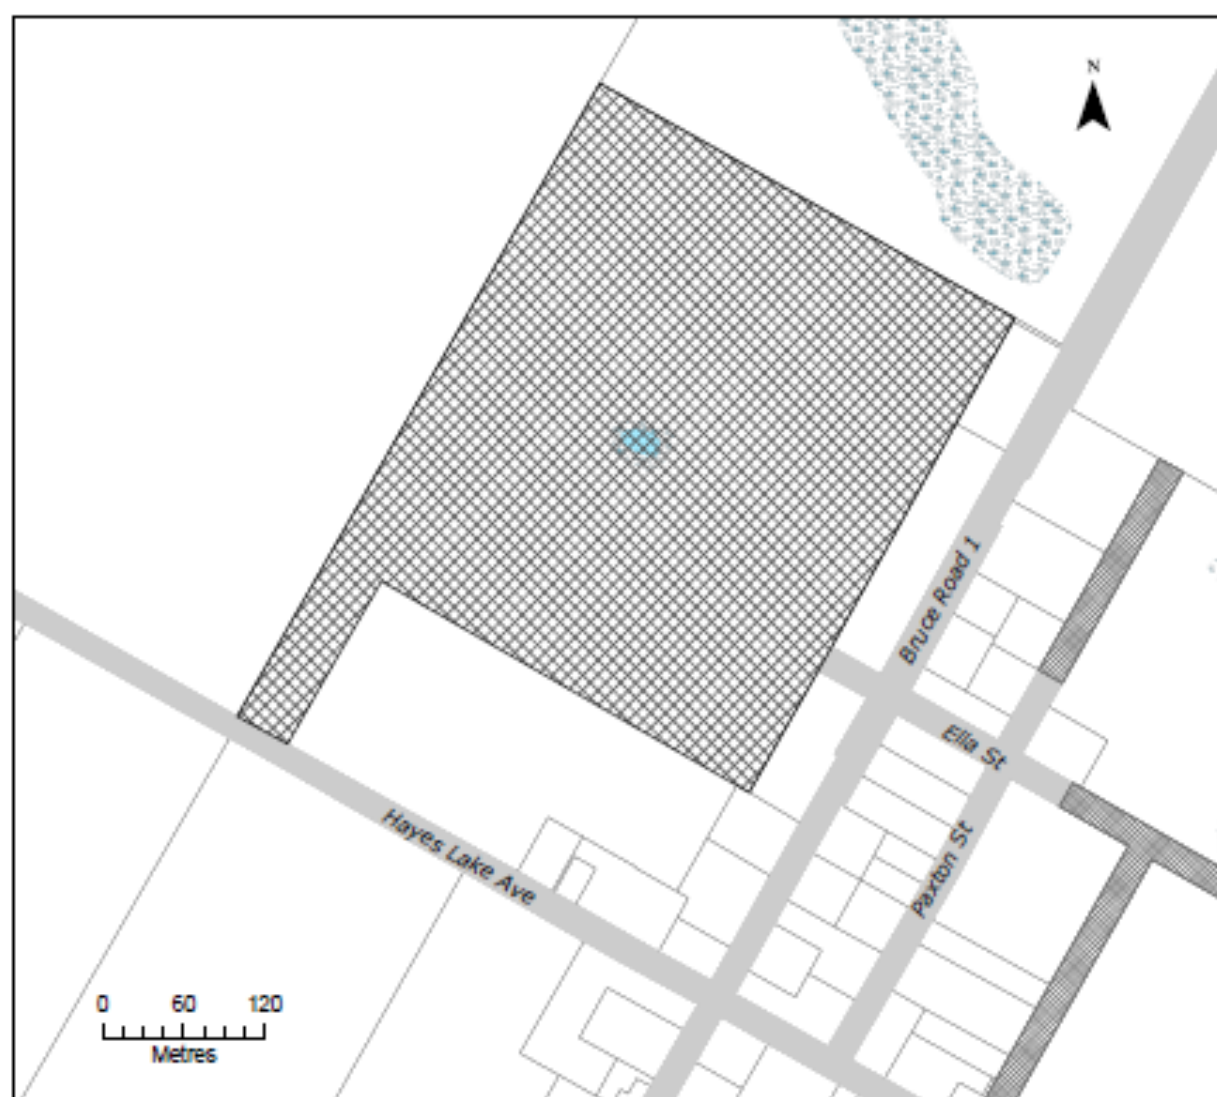 N
Bruce Road 1
Ella St
Paxton St
Hayes Lake Ave
0 60 120
Metres